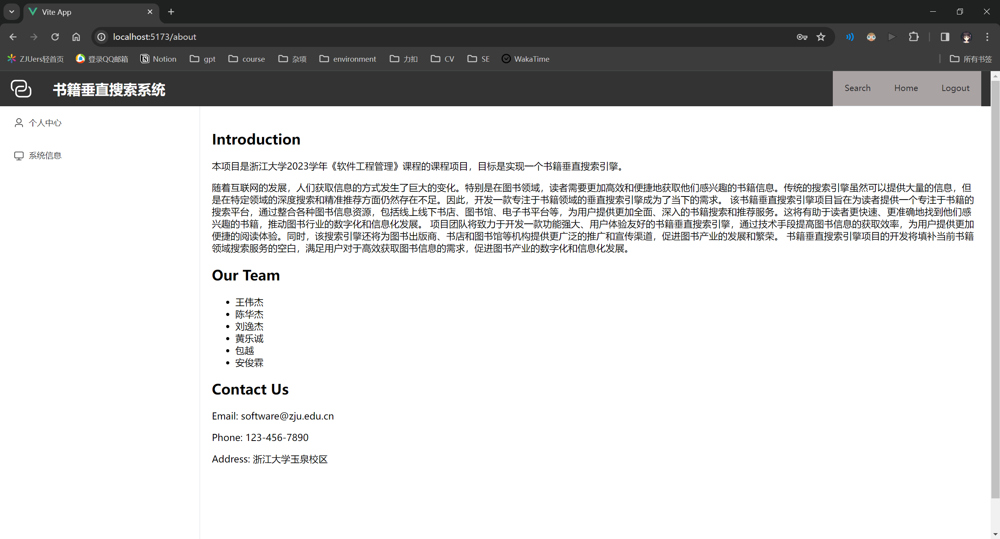 Vite App
localhost:5173/about
ZJUers轻首页 登录QQ邮箱 Notion gpt course 杂项 environment 力扣 CV SE WakaTime 所有书签
书籍垂直搜索系统 Search Home Logout
个人中心
系统信息
Introduction
本项目是浙江大学2023学年《软件工程管理》课程的课程项目，目标是实现一个书籍垂直搜索引擎。
随着互联网的发展，人们获取信息的方式发生了巨大的变化。特别是在图书领域，读者需要更加高效和便捷地获取他们感兴趣的书籍信息。传统的搜索引擎虽然可以提供大量的信息，但
是在特定领域的深度搜索和精准推荐方面仍然存在不足。因此，开发一款专注于书籍领域的垂直搜索引擎成为了当下的需求。 该书籍垂直搜索引擎项目旨在为读者提供一个专注于书籍的
搜索平台，通过整合各种图书信息资源，包括线上线下书店、图书馆、电子书平台等，为用户提供更加全面、深入的书籍搜索和推荐服务。这将有助于读者更快速、更准确地找到他们感
兴趣的书籍，推动图书行业的数字化和信息化发展。 项目团队将致力于开发一款功能强大、用户体验友好的书籍垂直搜索引擎，通过技术手段提高图书信息的获取效率，为用户提供更加
便捷的阅读体验。同时，该搜索引擎还将为图书出版商、书店和图书馆等机构提供更广泛的推广和宣传渠道，促进图书产业的发展和繁荣。 书籍垂直搜索引擎项目的开发将填补当前书籍
领域搜索服务的空白，满足用户对于高效获取图书信息的需求，促进图书产业的数字化和信息化发展。
Our Team
王伟杰
陈华杰
刘逸杰
黄乐诚
包越
安俊霖
Contact Us
Email: software@zju.edu.cn
Phone: 123-456-7890
Address: 浙江大学玉泉校区